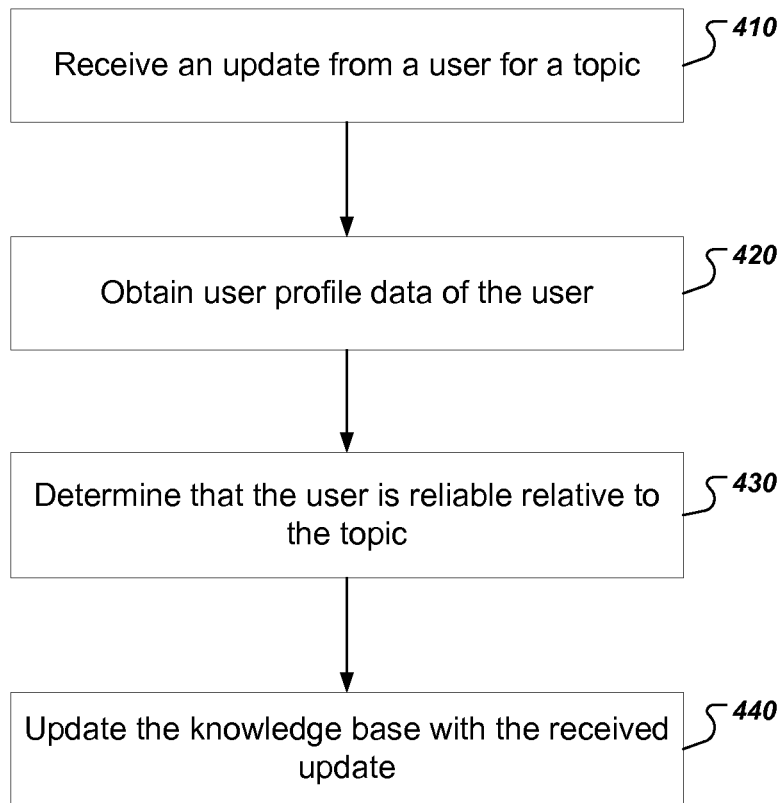 Receive an update from a user for a topic
410
Obtain user profile data of the user
420
Determine that the user is reliable relative to
the topic
430
Update the knowledge base with the received
update
440